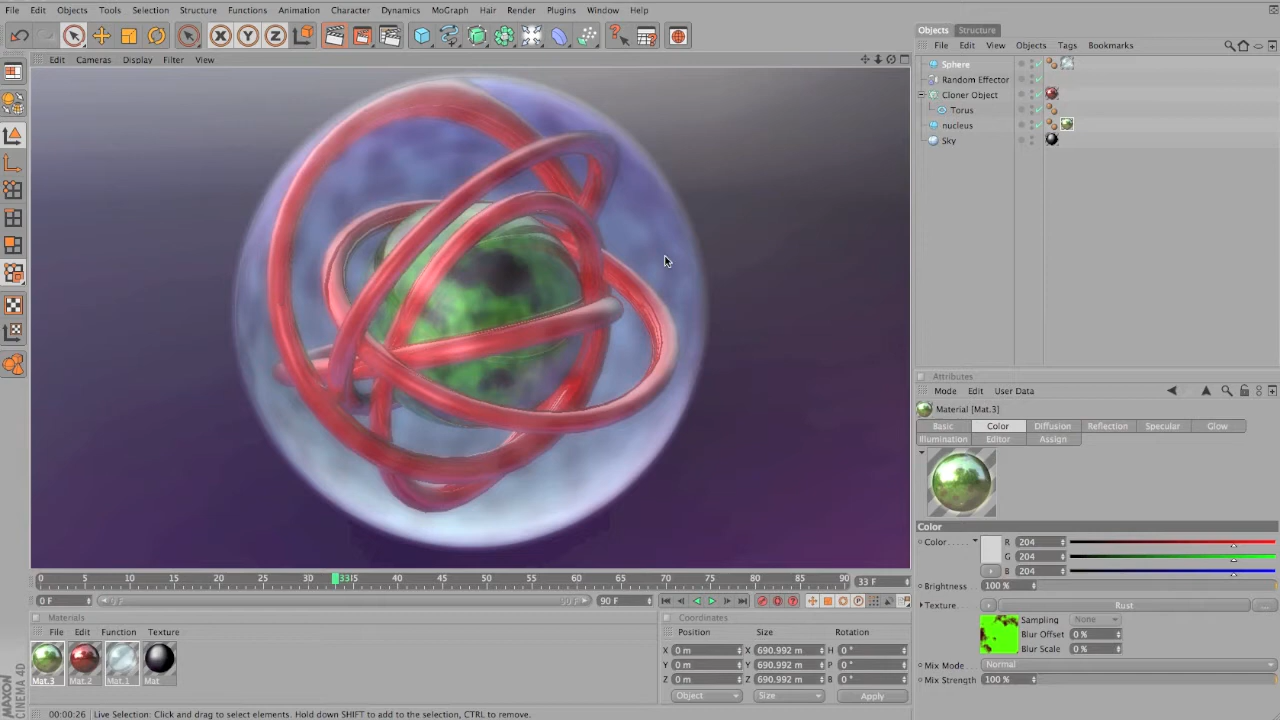 File Edit Objects Tools Selection Structure Functions Animation Character Dynamics MoGraph Hair Render Plugins Window Help
Objects Structure
File Edit View Objects Tags Bookmarks
Edit Cameras Display Filter View
Sphere
Random Effector
Cloner Object
Torus
nucleus
Sky
Attributes
Mode Edit User Data
Material [Mat.3]
Basic Color Diffusion Reflection Specular Glow
Illumination Editor Assign
Color
Color R 204
G 204
B 204
Brightness 100 %
Texture Rust ...
Sampling None
Blur Offset 0 %
Blur Scale 0 %
Mix Mode Normal
Mix Strength 100 %
0 5 10 15 20 25 30 33 35 40 45 50 55 60 65 70 75 80 85 90 33 F
0 F 0 F 90 F 90 F
Materials
File Edit Function Texture
Mat.3 Mat.2 Mat.1 Mat
Coordinates
Position Size Rotation
X 0 m X 690.992 m H 0 °
Y 0 m Y 690.992 m P 0 °
Z 0 m Z 690.992 m B 0 °
Object Size Apply
MAXON
CINEMA 4D
00:00:26 Live Selection: Click and drag to select elements. Hold down SHIFT to add to the selection, CTRL to remove.